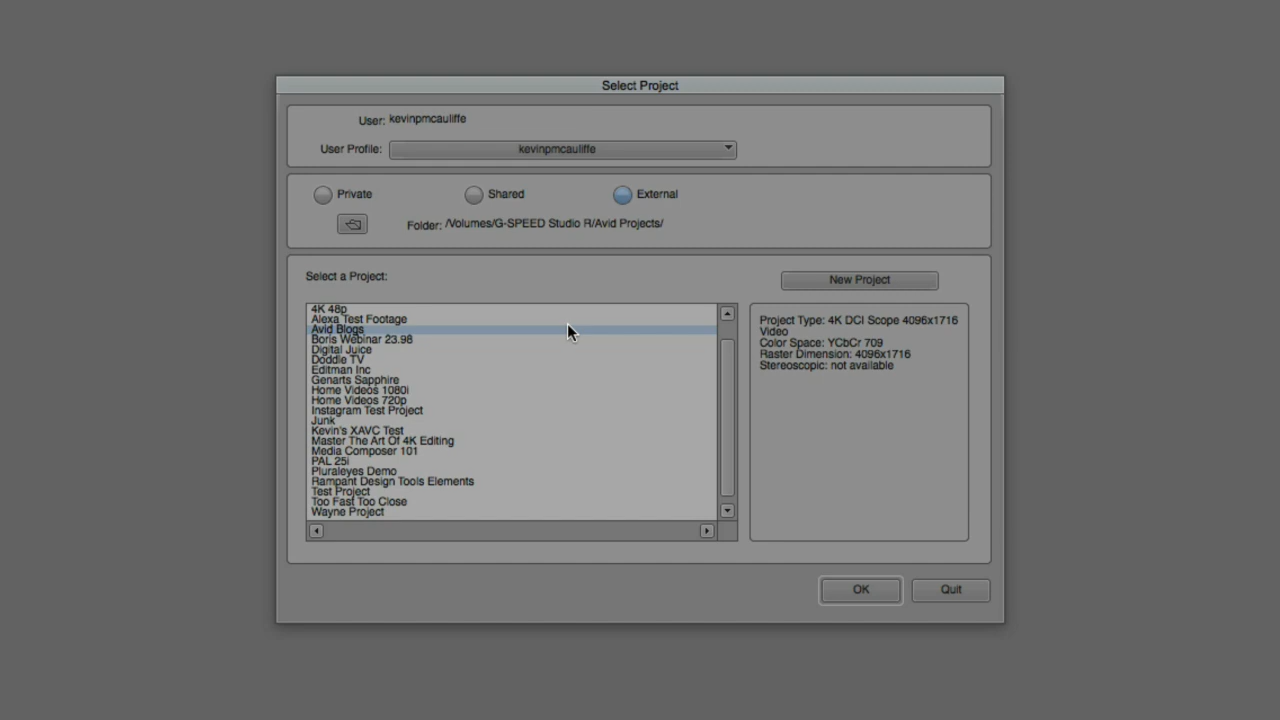 Select Project
User: kevinpmcauliffe
User Profile: kevinpmcauliffe
Private Shared External
Folder: /Volumes/G-SPEED Studio R/Avid Projects/
Select a Project:
New Project
4K 48p
Alexa Test Footage
Avid Blogs
Boris Webinar 23.98
Digital Juice
Doddle TV
Editman Inc
Genarts Sapphire
Home Videos 1080i
Home Videos 720p
Instagram Test Project
Junk
Kevin's XAVC Test
Master The Art Of 4K Editing
Media Composer 101
PAL 25i
Pluraleyes Demo
Rampant Design Tools Elements
Test Project
Too Fast Too Close
Wayne Project
Project Type: 4K DCI Scope 4096x1716
Video
Color Space: YCbCr 709
Raster Dimension: 4096x1716
Stereoscopic: not available
OK Quit